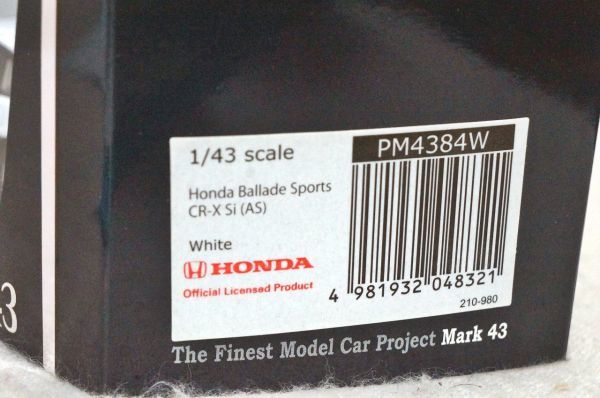 1/43 scale
PM4384W
Honda Ballade Sports
CR-X Si (AS)
White
HONDA
Official Licensed Product
4 981932 048321
210-980
The Finest Model Car Project Mark 43
3